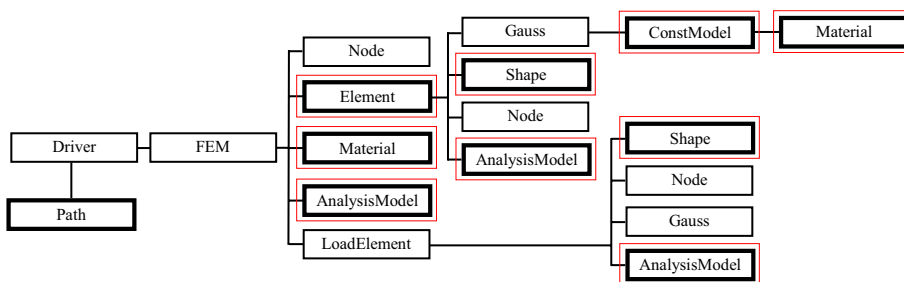 Gauss
ConstModel
Material
Node
Shape
Element
Node
Shape
Driver
FEM
Material
AnalysisModel
Node
AnalysisModel
Path
Gauss
LoadElement
AnalysisModel